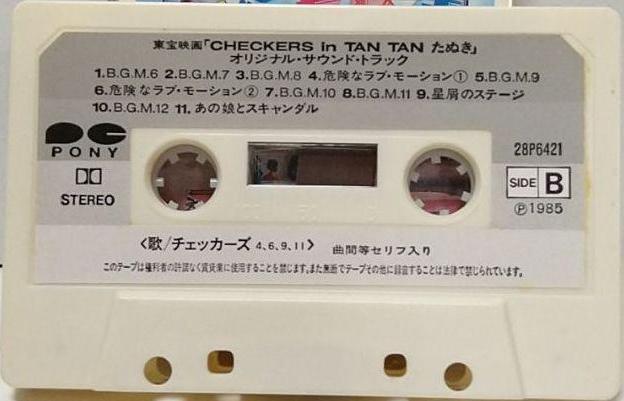 東宝映画「CHECKERS in TAN TAN たぬき」
オリジナル・サウンド・トラック
1.B.G.M.6 2.B.G.M.7 3.B.G.M.8 4.危険なラブ・モーション① 5.B.G.M.9
6.危険なラブ・モーション② 7.B.G.M.10 8.B.G.M.11 9.星屑のステージ
10.B.G.M.12 11.あの娘とスキャンダル
PONY
STEREO
28P6421
SIDE B
Ⓟ1985
〈歌/チェッカーズ 4、6、9、11〉 曲間等セリフ入り
このテープは権利者の許諾なく賃貸業に使用することを禁じます。また無断でテープその他に録音することは法律で禁じられています。